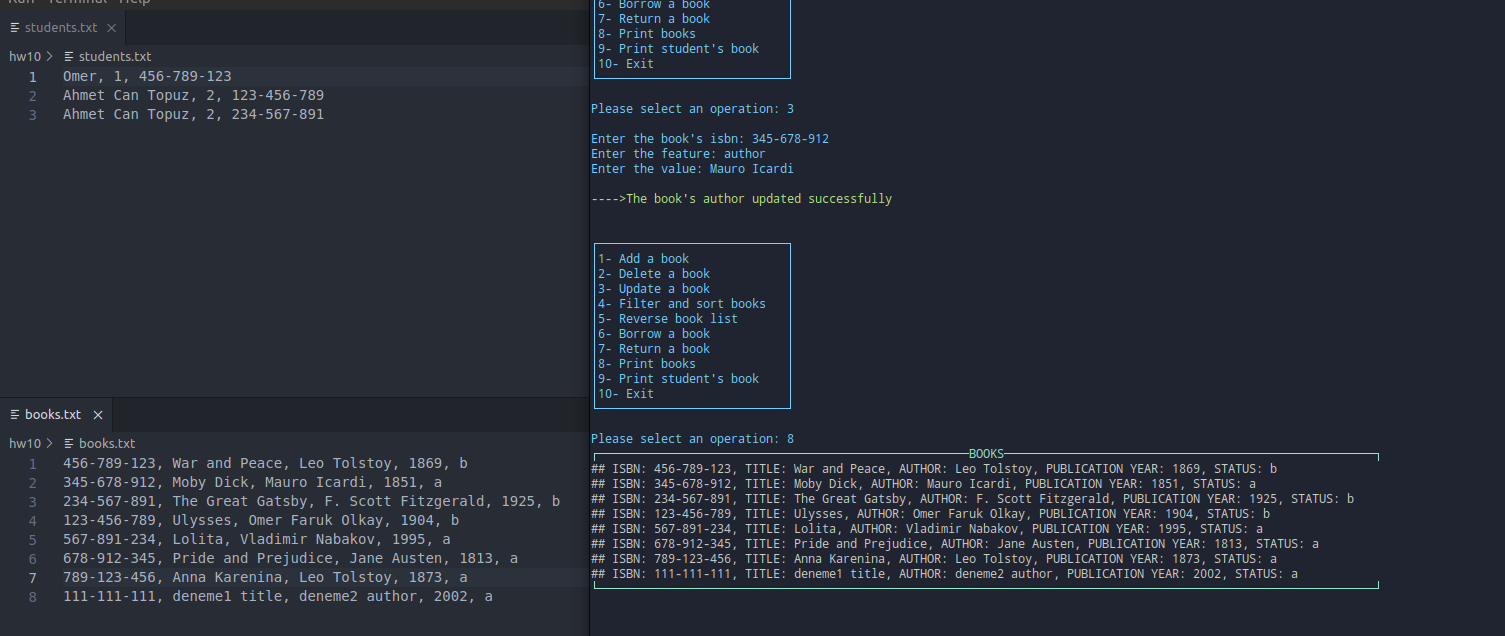 Run Terminal Help
students.txt
hw10 > students.txt
1 Omer, 1, 456-789-123
2 Ahmet Can Topuz, 2, 123-456-789
3 Ahmet Can Topuz, 2, 234-567-891
books.txt
hw10 > books.txt
1 456-789-123, War and Peace, Leo Tolstoy, 1869, b
2 345-678-912, Moby Dick, Mauro Icardi, 1851, a
3 234-567-891, The Great Gatsby, F. Scott Fitzgerald, 1925, b
4 123-456-789, Ulysses, Omer Faruk Olkay, 1904, b
5 567-891-234, Lolita, Vladimir Nabakov, 1995, a
6 678-912-345, Pride and Prejudice, Jane Austen, 1813, a
7 789-123-456, Anna Karenina, Leo Tolstoy, 1873, a
8 111-111-111, deneme1 title, deneme2 author, 2002, a
6- Borrow a book
7- Return a book
8- Print books
9- Print student's book
10- Exit
Please select an operation: 3
Enter the book's isbn: 345-678-912
Enter the feature: author
Enter the value: Mauro Icardi
---->The book's author updated successfully
1- Add a book
2- Delete a book
3- Update a book
4- Filter and sort books
5- Reverse book list
6- Borrow a book
7- Return a book
8- Print books
9- Print student's book
10- Exit
Please select an operation: 8
BOOKS
## ISBN: 456-789-123, TITLE: War and Peace, AUTHOR: Leo Tolstoy, PUBLICATION YEAR: 1869, STATUS: b
## ISBN: 345-678-912, TITLE: Moby Dick, AUTHOR: Mauro Icardi, PUBLICATION YEAR: 1851, STATUS: a
## ISBN: 234-567-891, TITLE: The Great Gatsby, AUTHOR: F. Scott Fitzgerald, PUBLICATION YEAR: 1925, STATUS: b
## ISBN: 123-456-789, TITLE: Ulysses, AUTHOR: Omer Faruk Olkay, PUBLICATION YEAR: 1904, STATUS: b
## ISBN: 567-891-234, TITLE: Lolita, AUTHOR: Vladimir Nabakov, PUBLICATION YEAR: 1995, STATUS: a
## ISBN: 678-912-345, TITLE: Pride and Prejudice, AUTHOR: Jane Austen, PUBLICATION YEAR: 1813, STATUS: a
## ISBN: 789-123-456, TITLE: Anna Karenina, AUTHOR: Leo Tolstoy, PUBLICATION YEAR: 1873, STATUS: a
## ISBN: 111-111-111, TITLE: deneme1 title, AUTHOR: deneme2 author, PUBLICATION YEAR: 2002, STATUS: a